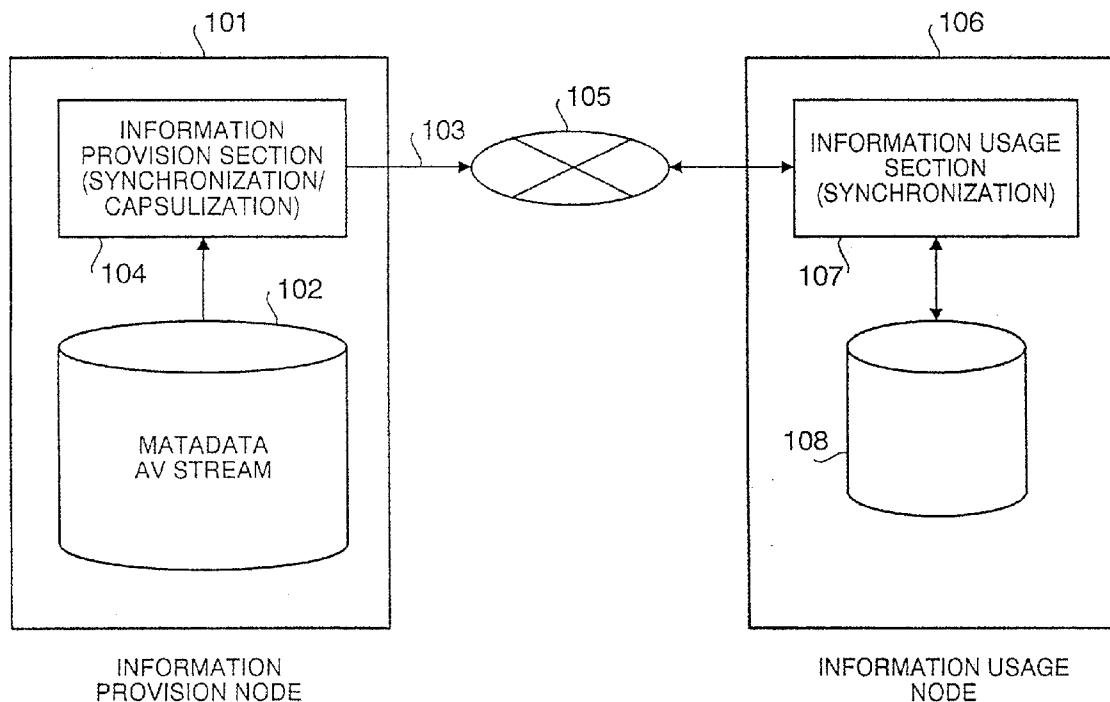 101
106
INFORMATION
PROVISION SECTION
(SYNCHRONIZATION/
CAPSULIZATION)
103
105
INFORMATION USAGE
SECTION
(SYNCHRONIZATION)
104
107
102
MATADATA
AV STREAM
108
INFORMATION
PROVISION NODE
INFORMATION USAGE
NODE